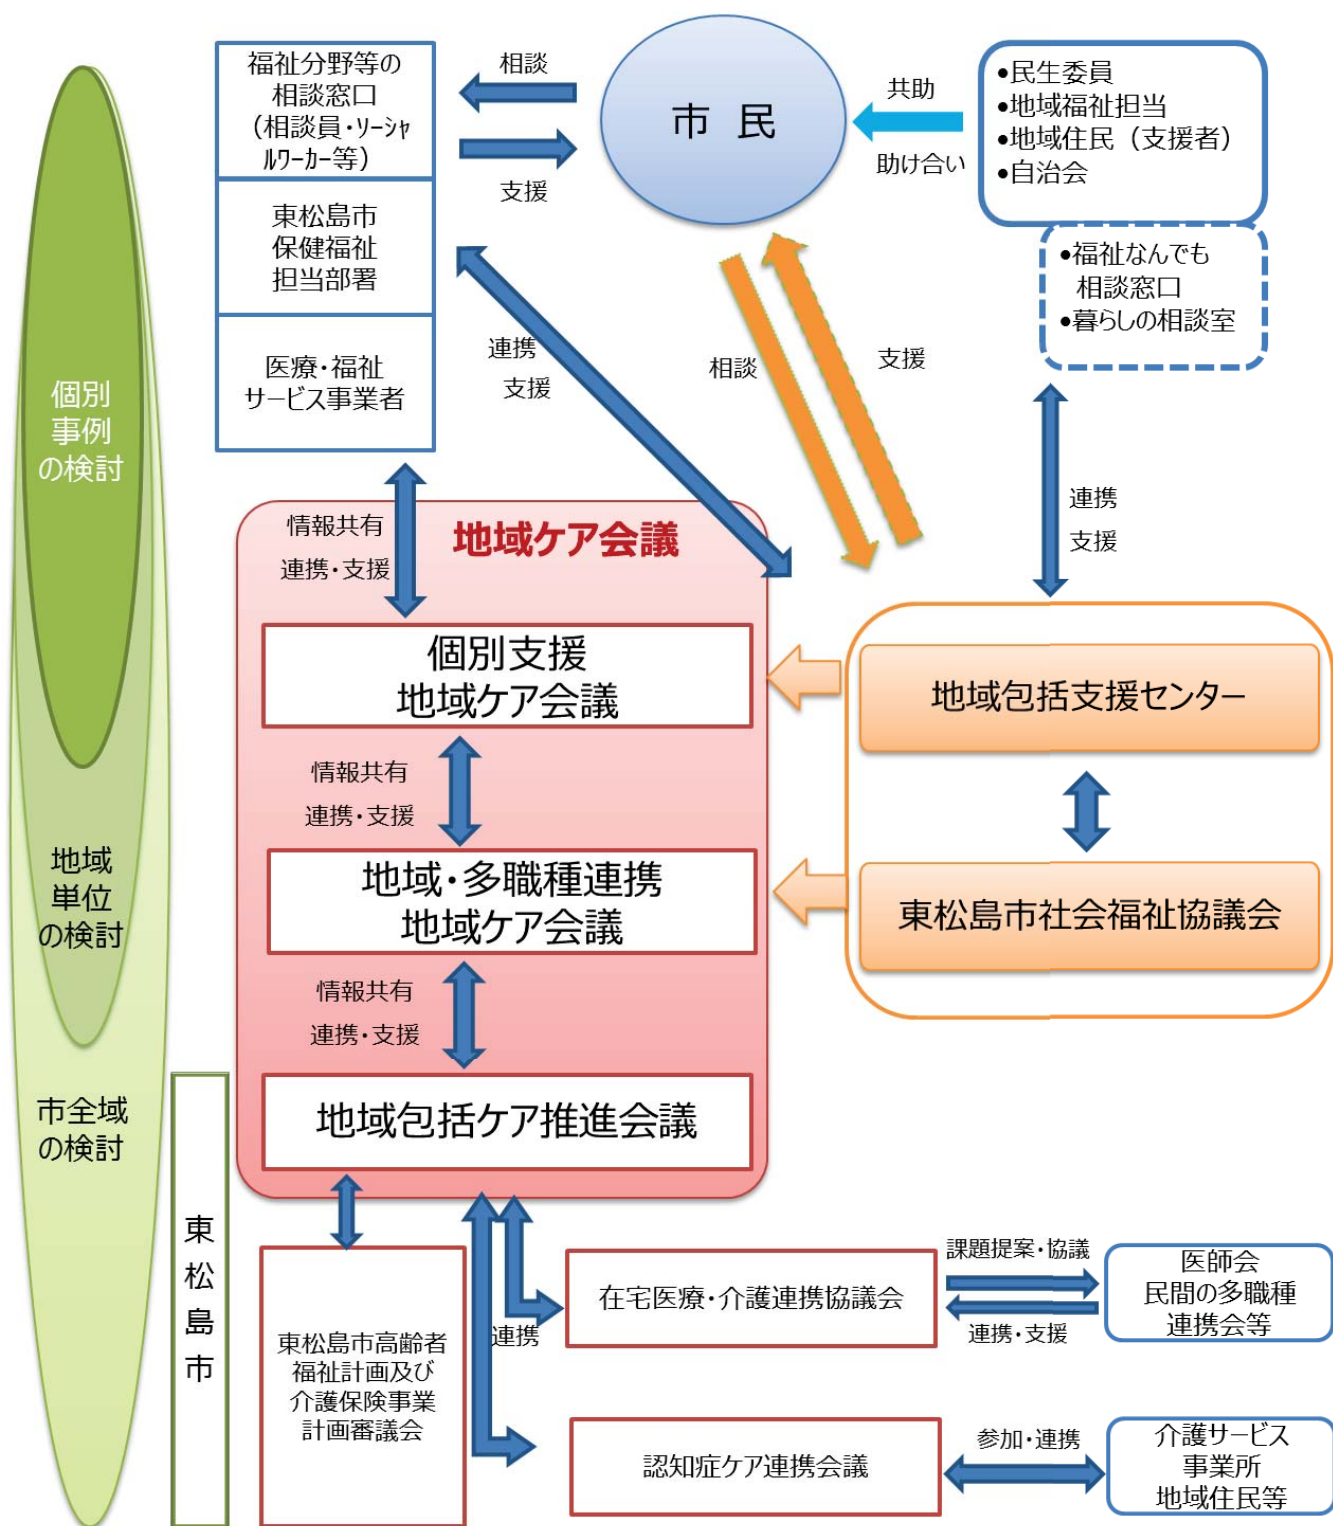 福祉分野等の
相談窓口
（相談員・ソーシャ
ルワーカー等）
東松島市
保健福祉
担当部署
医療・福祉
サービス事業者
相談
支援
市 民
共助
助け合い
•民生委員
•地域福祉担当
•地域住民（支援者）
•自治会
•福祉なんでも
相談窓口
•暮らしの相談室
連携
支援
相談
支援
連携
支援
個別
事例
の検討
地域
単位
の検討
市全域
の検討
地域ケア会議
情報共有
連携・支援
個別支援
地域ケア会議
情報共有
連携・支援
地域・多職種連携
地域ケア会議
情報共有
連携・支援
地域包括ケア推進会議
地域包括支援センター
東松島市社会福祉協議会
東松島市
東松島市高齢者
福祉計画及び
介護保険事業
計画審議会
連携
在宅医療・介護連携協議会
課題提案・協議
連携・支援
医師会
民間の多職種
連携会等
認知症ケア連携会議
参加・連携
介護サービス
事業所
地域住民等